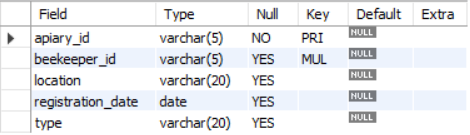 Field Type Null Key Default Extra
apiary_id varchar(5) NO PRI NULL
beekeeper_id varchar(5) YES MUL NULL
location varchar(20) YES NULL
registration_date date YES NULL
type varchar(20) YES NULL